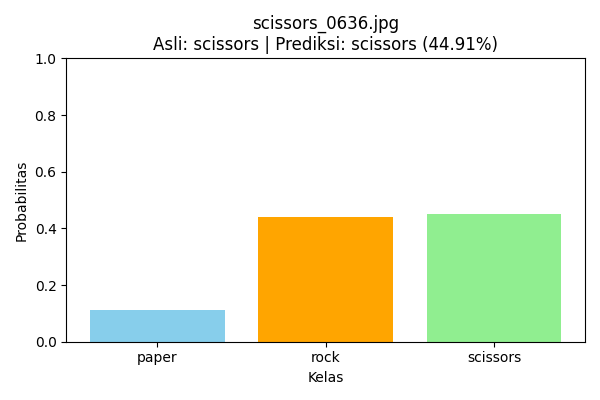 scissors_0636.jpg
Asli: scissors | Prediksi: scissors (44.91%)
1.0
0.8
0.6
0.4
0.2
0.0
Probabilitas
paper rock scissors
Kelas